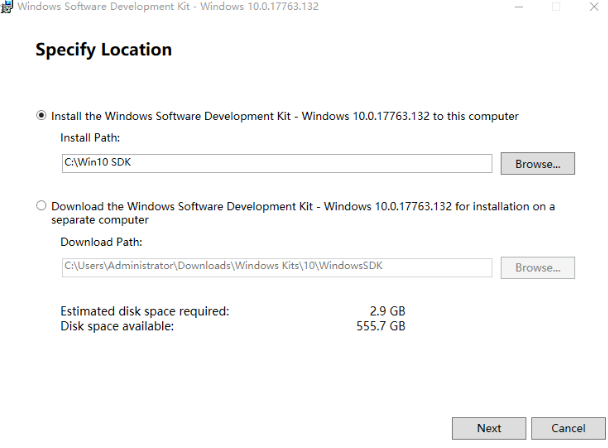 Windows Software Development Kit - Windows 10.0.17763.132
Specify Location
Install the Windows Software Development Kit - Windows 10.0.17763.132 to this computer
Install Path:
C:\Win10 SDK
Browse...
Download the Windows Software Development Kit - Windows 10.0.17763.132 for installation on a
separate computer
Download Path:
C:\Users\Administrator\Downloads\Windows Kits\10\WindowsSDK
Browse...
Estimated disk space required: 2.9 GB
Disk space available: 555.7 GB
Next Cancel